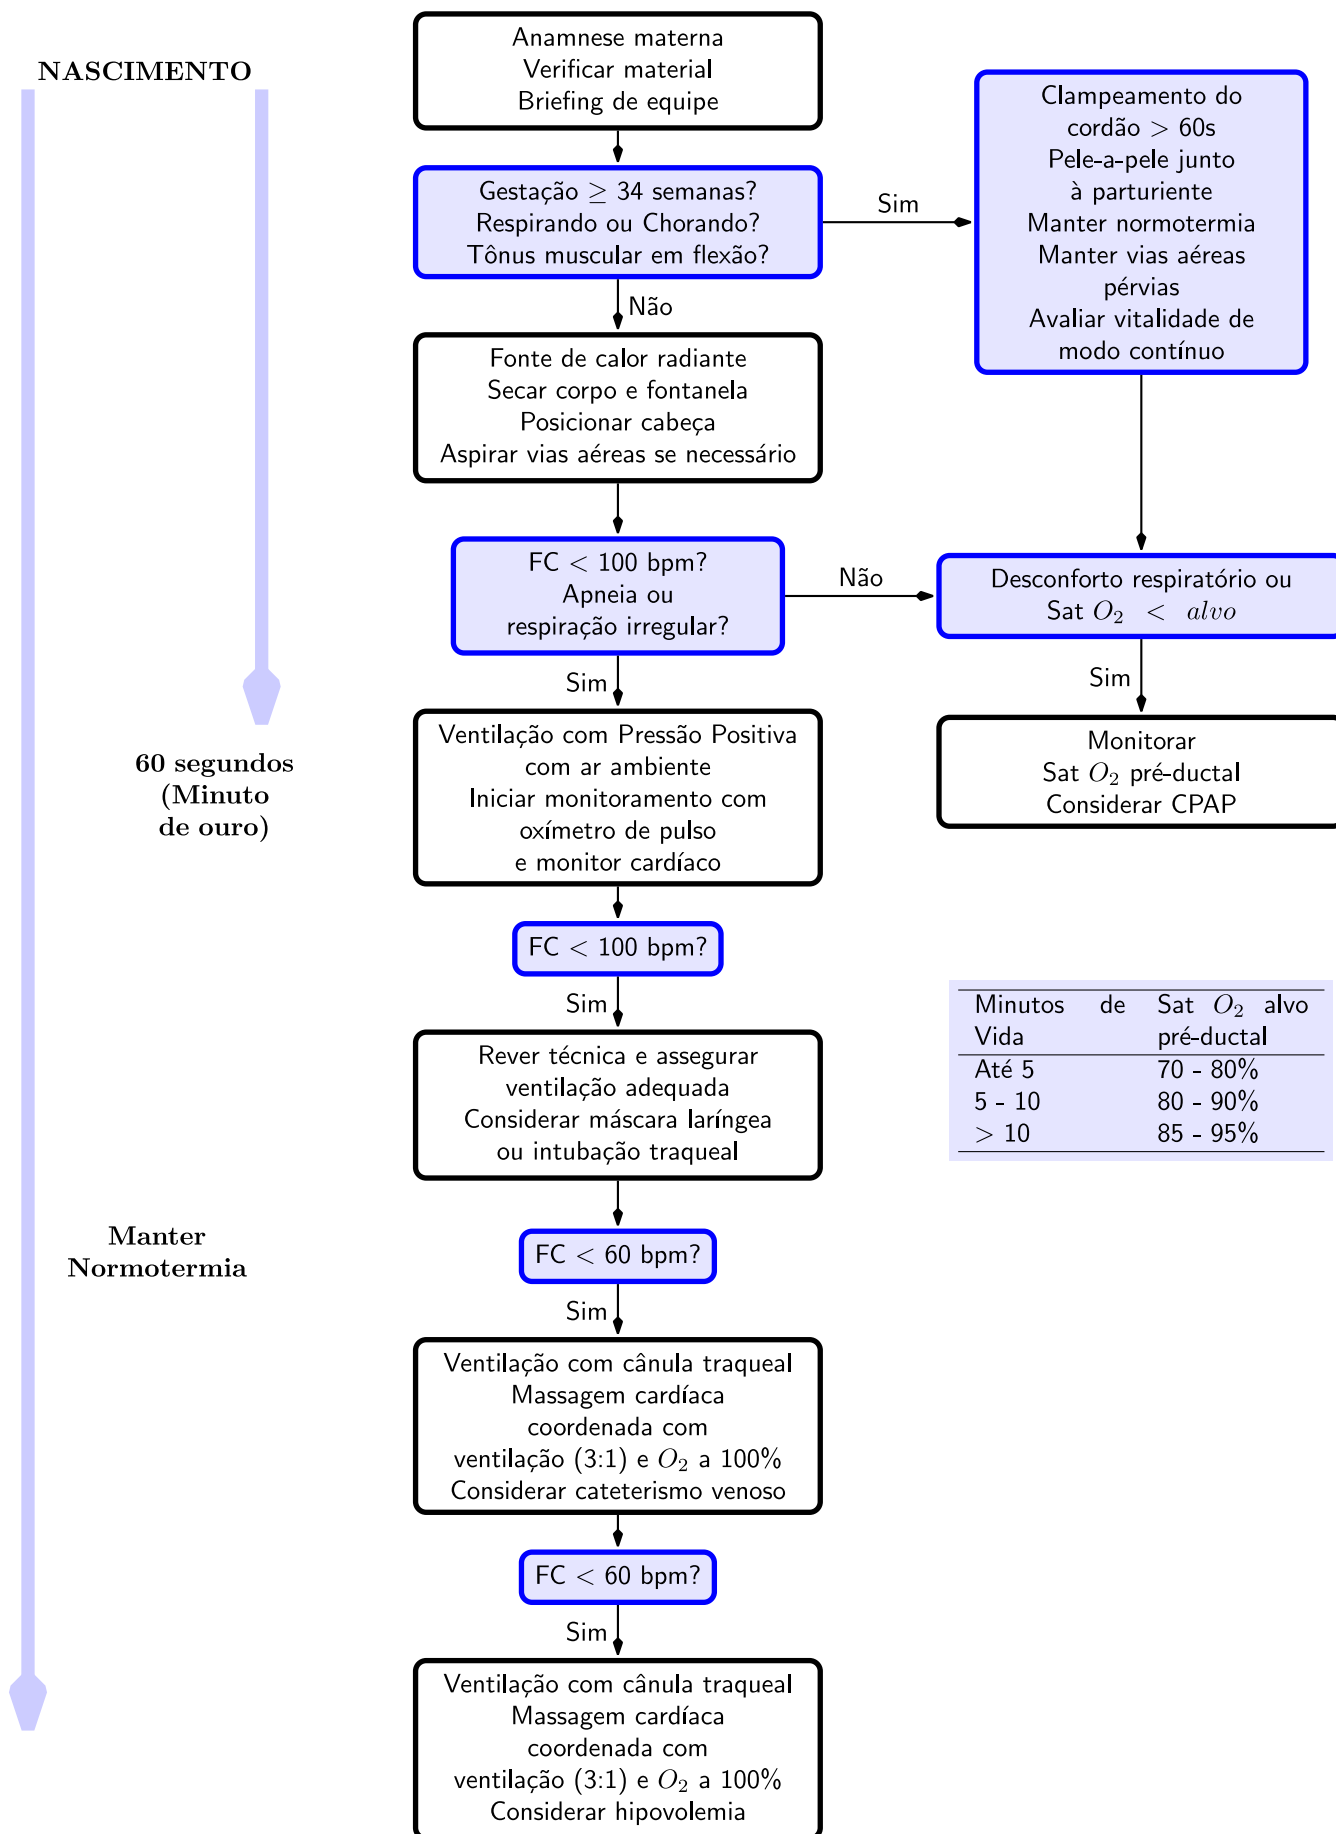 NASCIMENTO
Anamnese materna
Verificar material
Briefing de equipe
Gestação ≥ 34 semanas?
Respirando ou Chorando?
Tônus muscular em flexão?
Sim
Clampeamento do
cordão > 60s
Pele-a-pele junto
à parturiente
Manter normotermia
Manter vias aéreas
pérvias
Avaliar vitalidade de
modo contínuo
Não
Fonte de calor radiante
Secar corpo e fontanela
Posicionar cabeça
Aspirar vias aéreas se necessário
FC < 100 bpm?
Apneia ou
respiração irregular?
Não
Desconforto respiratório ou
Sat O₂ < alvo
Sim
Sim
Monitorar
Sat O₂ pré-ductal
Considerar CPAP
60 segundos
(Minuto
de ouro)
Ventilação com Pressão Positiva
com ar ambiente
Iniciar monitoramento com
oxímetro de pulso
e monitor cardíaco
FC < 100 bpm?
Sim
Minutos de Vida Sat O₂ alvo pré-ductal
Até 5 70 - 80%
5 - 10 80 - 90%
> 10 85 - 95%
Rever técnica e assegurar
ventilação adequada
Considerar máscara laríngea
ou intubação traqueal
Manter
Normotermia
FC < 60 bpm?
Sim
Ventilação com cânula traqueal
Massagem cardíaca
coordenada com
ventilação (3:1) e O₂ a 100%
Considerar cateterismo venoso
FC < 60 bpm?
Sim
Ventilação com cânula traqueal
Massagem cardíaca
coordenada com
ventilação (3:1) e O₂ a 100%
Considerar hipovolemia